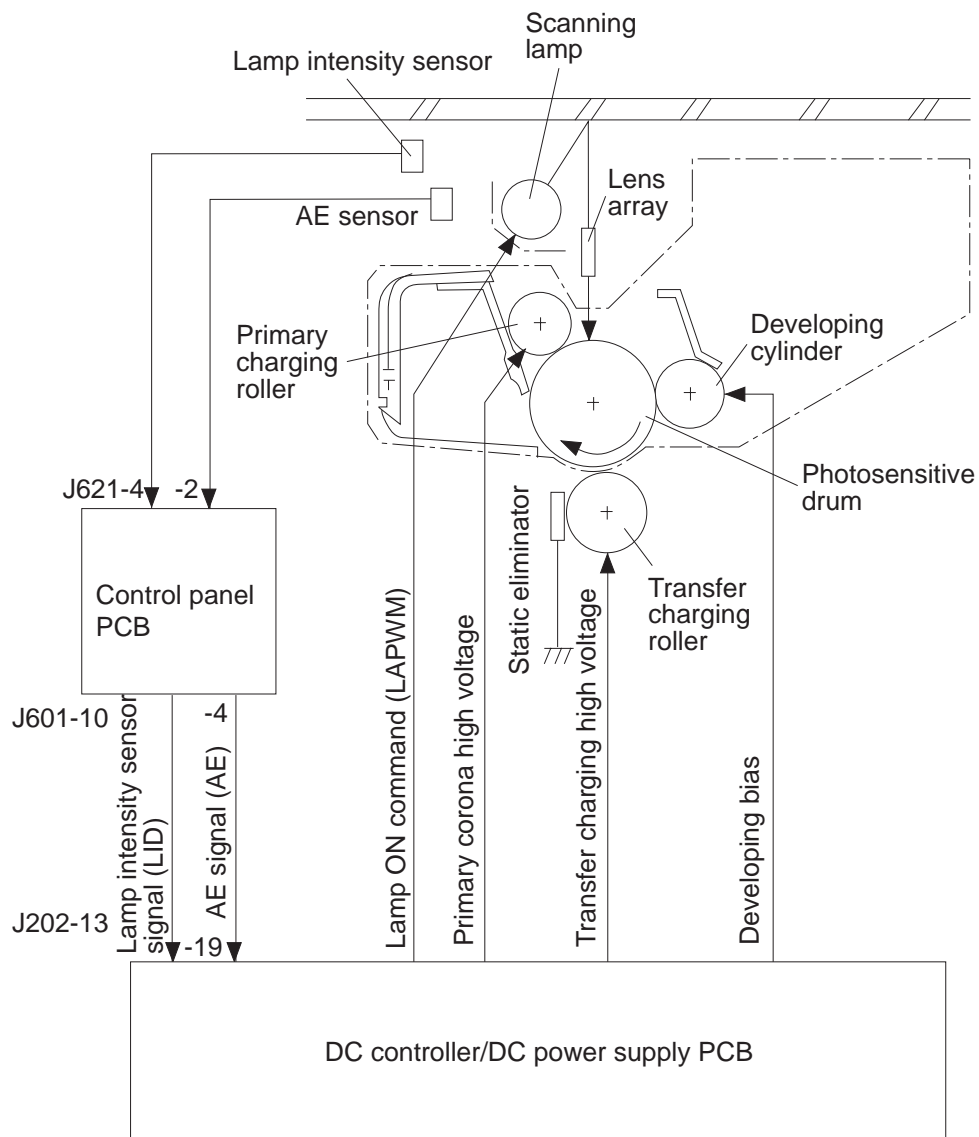 Scanning
lamp
Lamp intensity sensor
AE sensor
Lens
array
Primary
charging
roller
Developing
cylinder
Photosensitive
drum
J621-4
-2
Static eliminator
Transfer
charging
roller
Control panel
PCB
J601-10
-4
Lamp intensity sensor
signal (LID)
AE signal (AE)
Lamp ON command (LAPWM)
Primary corona high voltage
Transfer charging high voltage
Developing bias
J202-13
-19
DC controller/DC power supply PCB